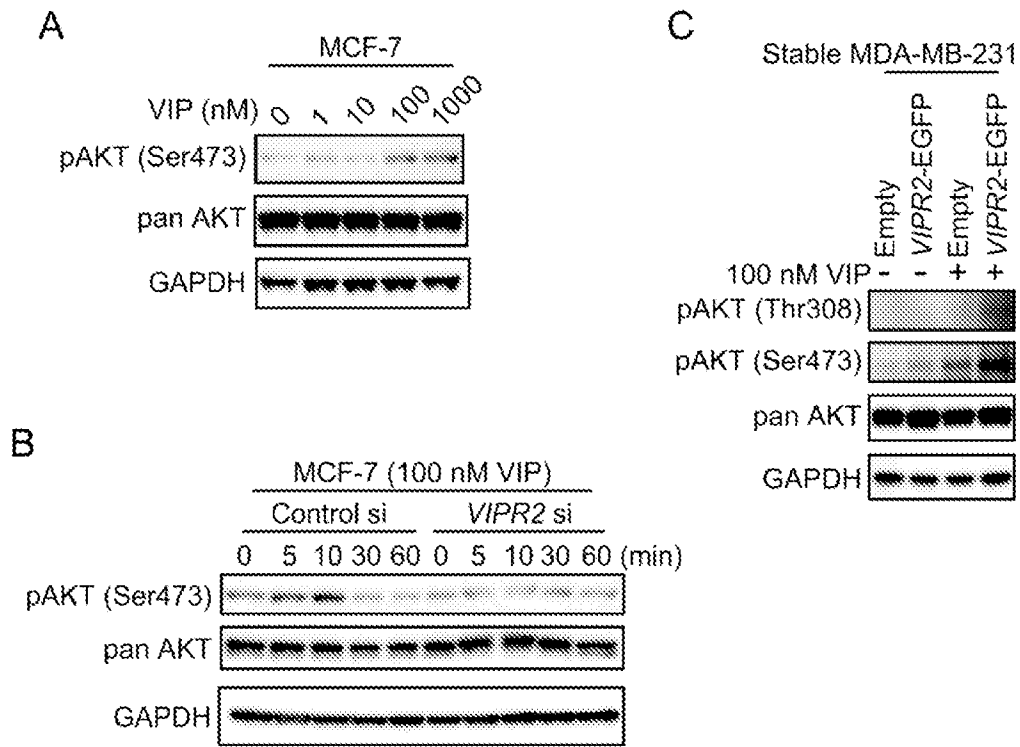 A
MCF-7
VIP (nM) 0 1 10 100 1000
pAKT (Ser473)
pan AKT
GAPDH
B
MCF-7 (100 nM VIP)
Control si VIPR2 si
0 5 10 30 60 0 5 10 30 60 (min)
pAKT (Ser473)
pan AKT
GAPDH
C
Stable MDA-MB-231
Empty VIPR2-EGFP Empty VIPR2-EGFP
100 nM VIP - - + +
pAKT (Thr308)
pAKT (Ser473)
pan AKT
GAPDH